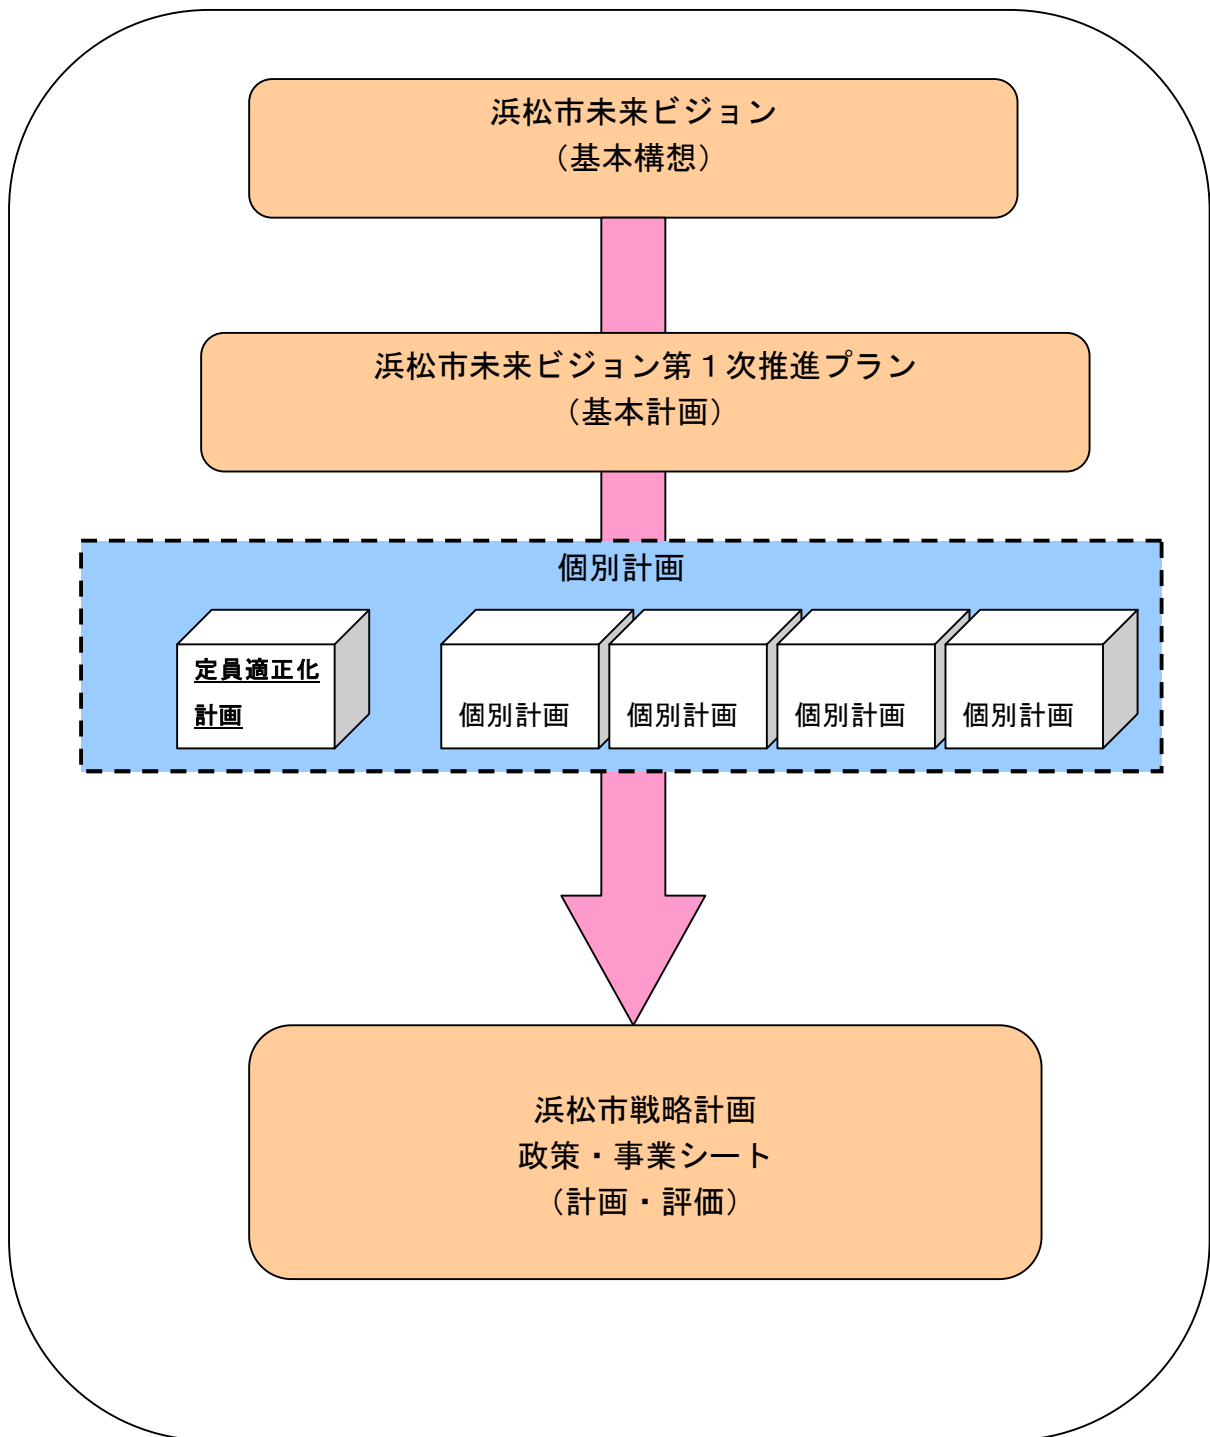 浜松市未来ビジョン
（基本構想）
浜松市未来ビジョン第１次推進プラン
（基本計画）
個別計画
定員適正化
計画
個別計画
個別計画
個別計画
個別計画
浜松市戦略計画
政策・事業シート
（計画・評価）